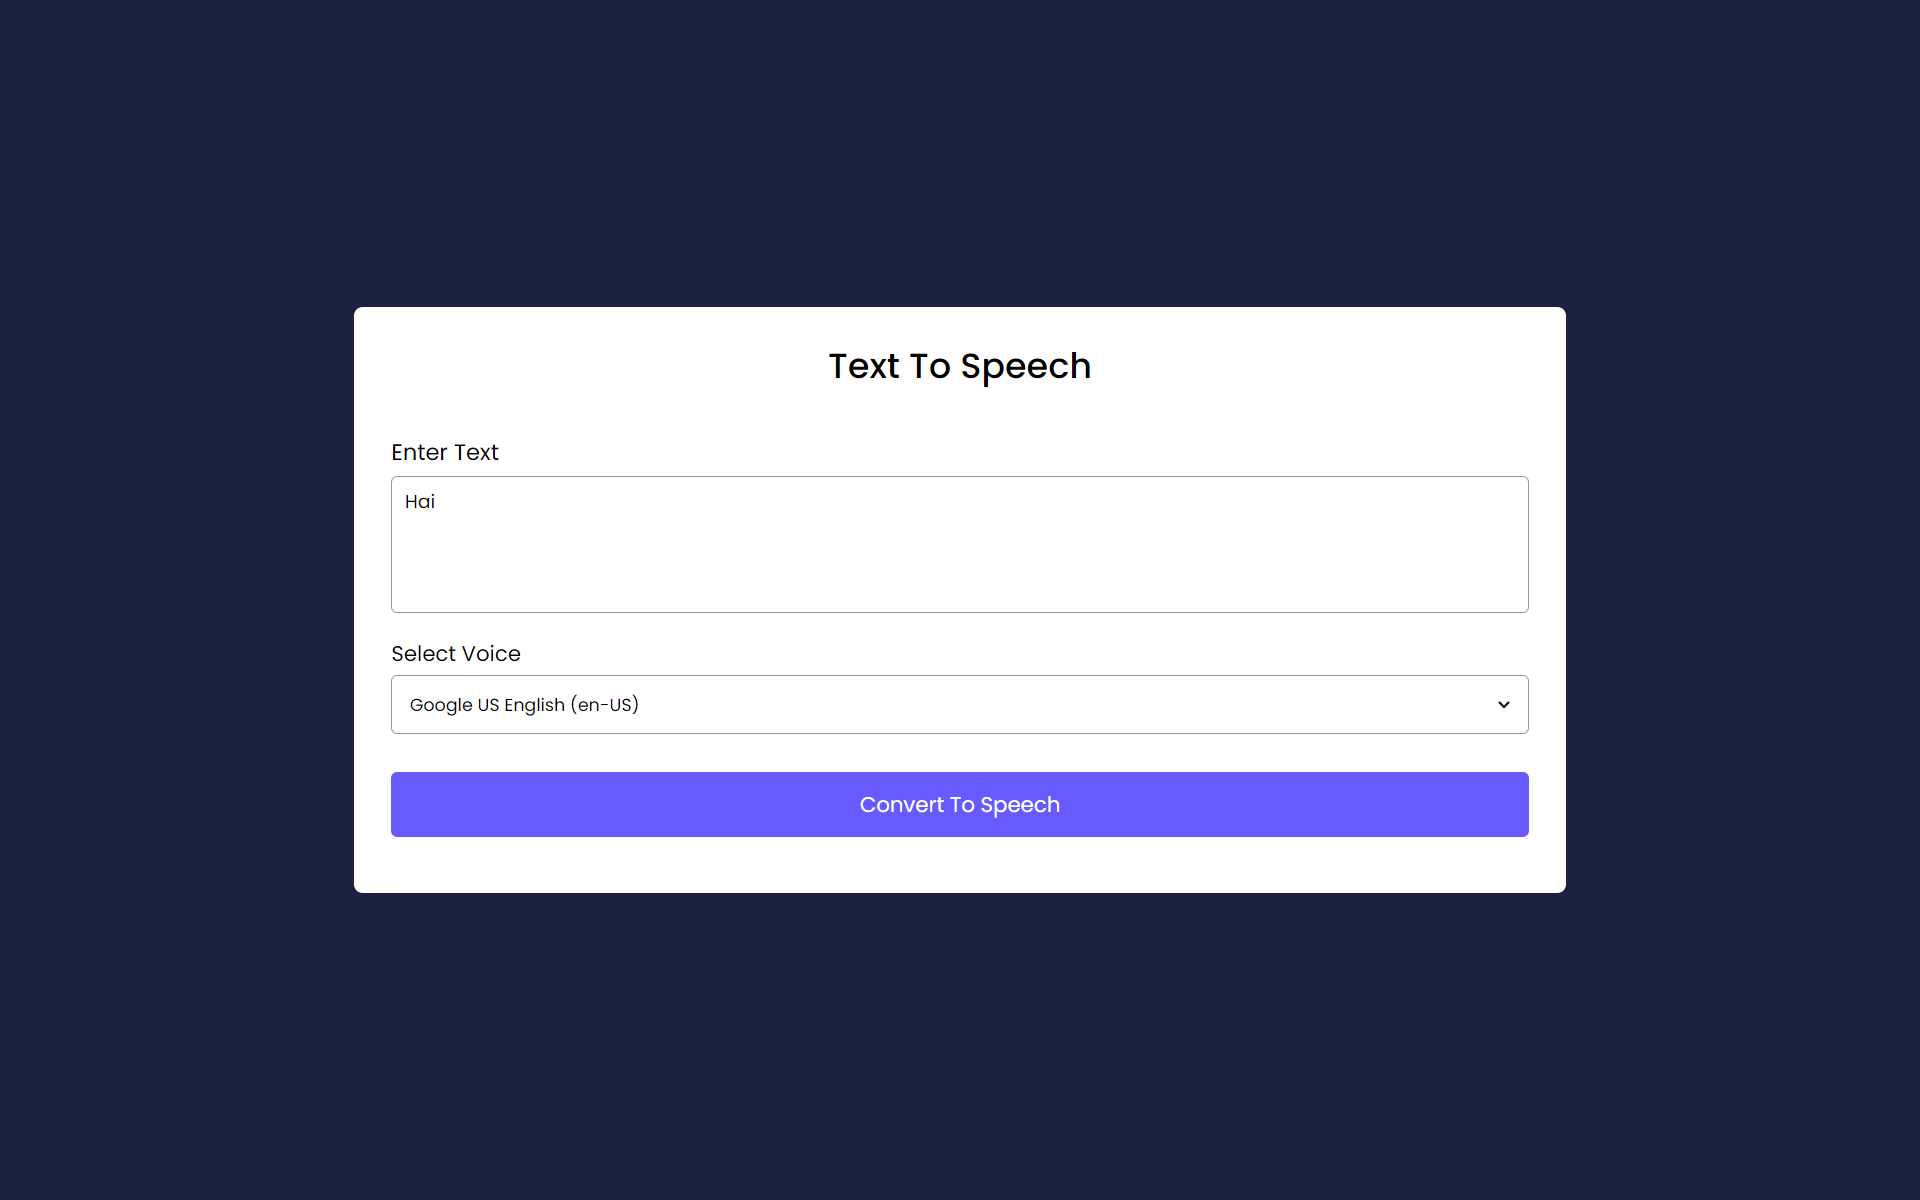 Text To Speech
Enter Text
Hai
Select Voice
Google US English (en-US)
Convert To Speech